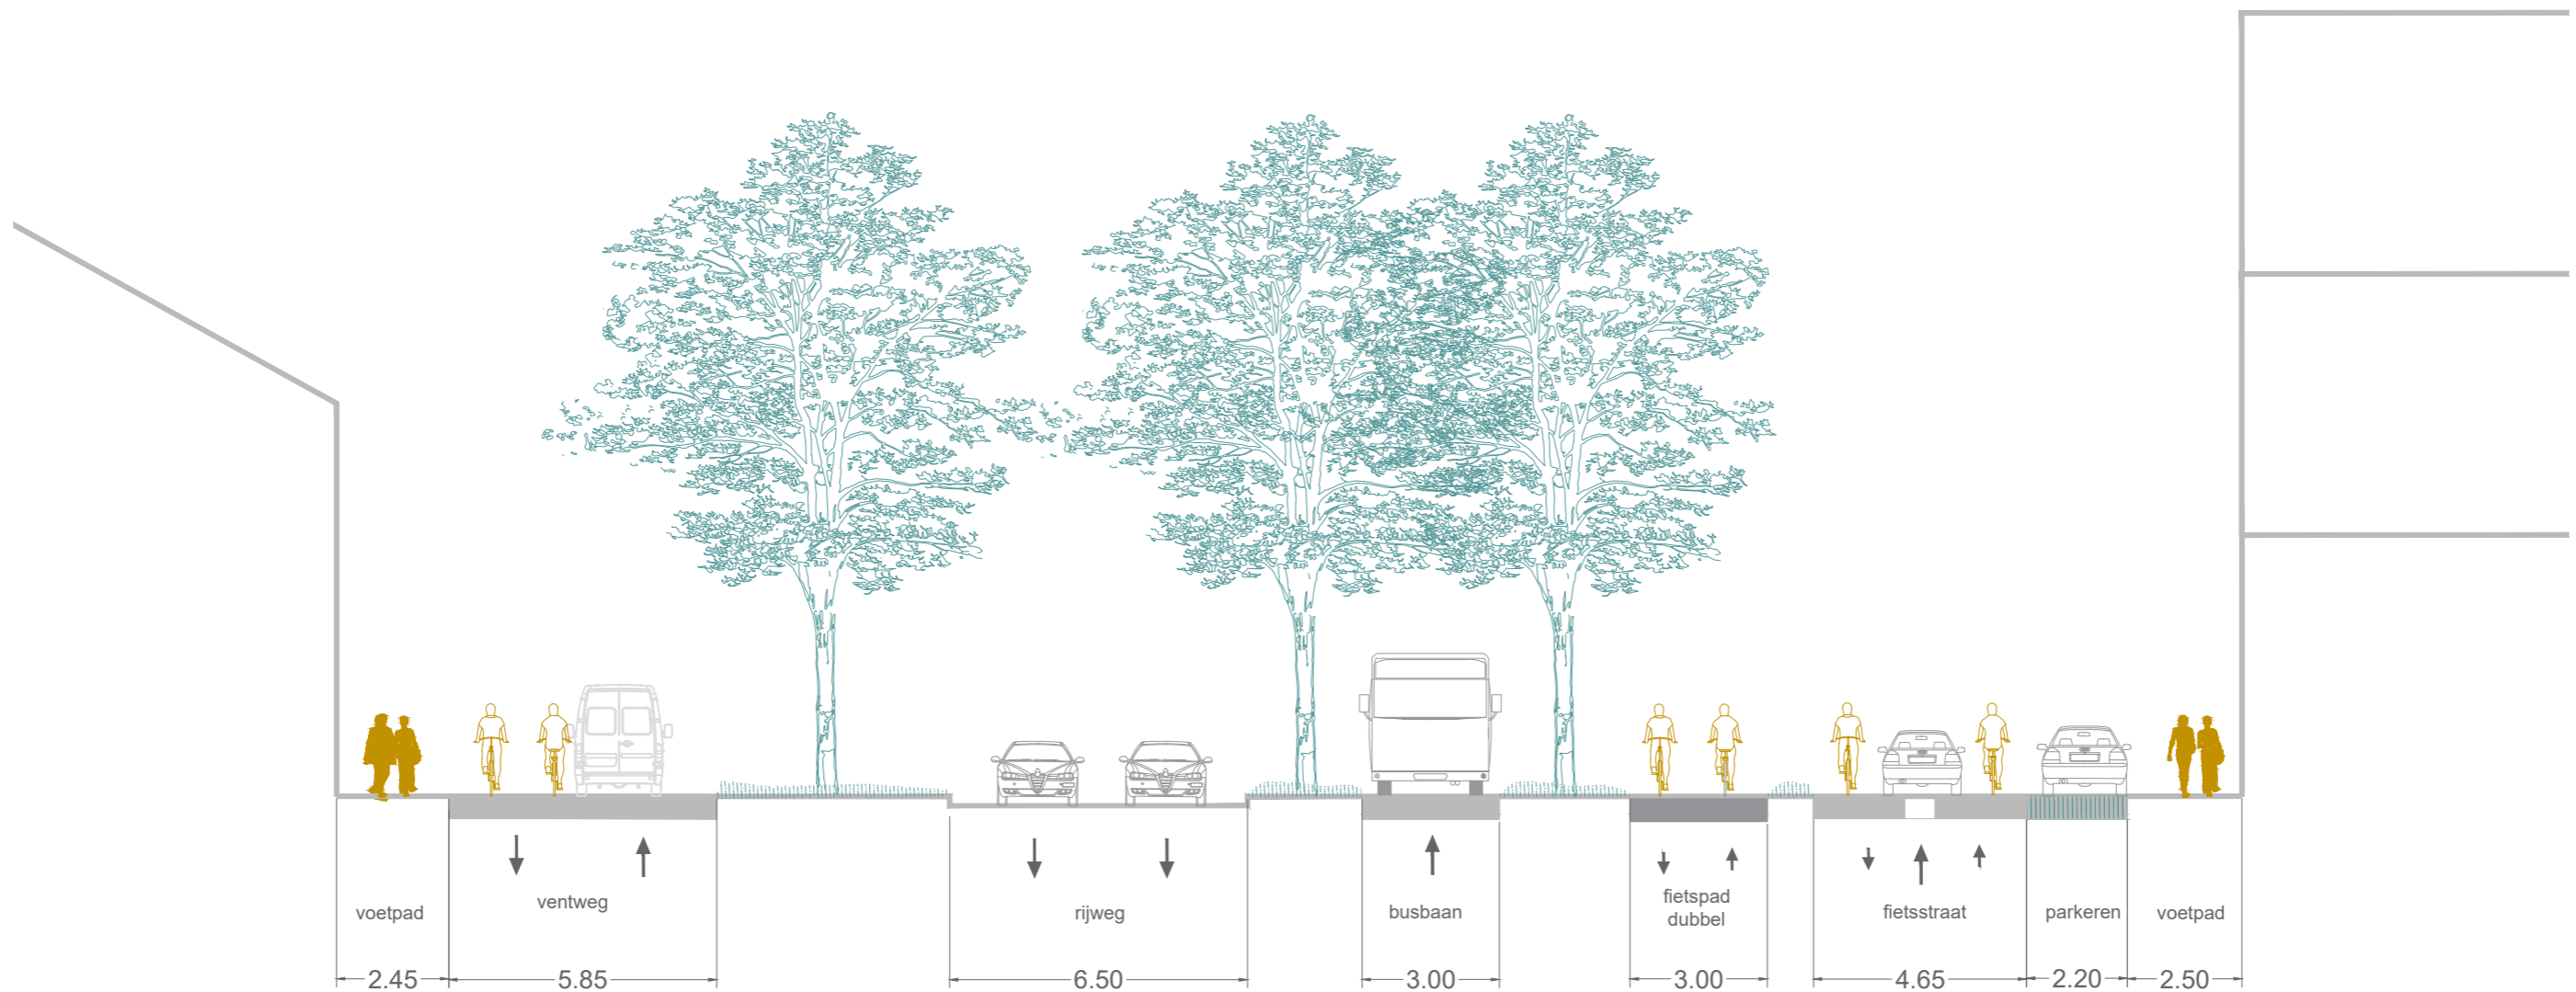 voetpad
ventweg
rijweg
busbaan
fietspad
dubbel
fietsstraat
parkeren
voetpad
2.45
5.85
6.50
3.00
3.00
4.65
2.20
2.50